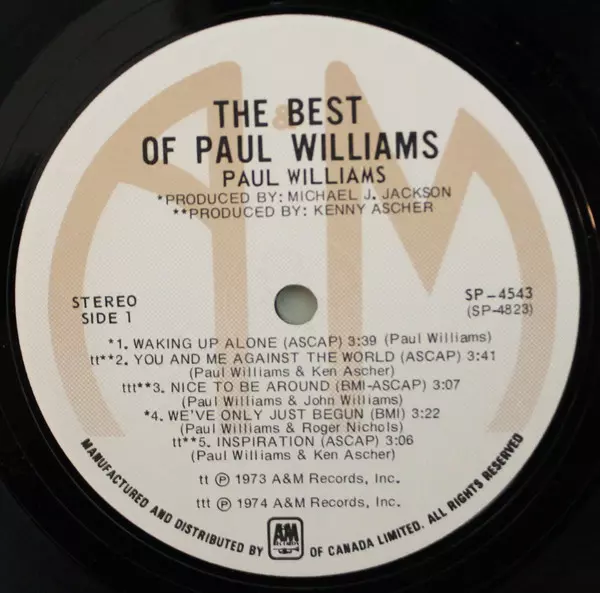 THE BEST
OF PAUL WILLIAMS
PAUL WILLIAMS
*PRODUCED BY: MICHAEL J. JACKSON
**PRODUCED BY: KENNY ASCHER
STEREO
SIDE 1
SP-4543
(SP-4823)
*1. WAKING UP ALONE (ASCAP) 3:39 (Paul Williams)
tt**2. YOU AND ME AGAINST THE WORLD (ASCAP) 3:41
(Paul Williams & Ken Ascher)
ttt**3. NICE TO BE AROUND (BMI-ASCAP) 3:07
(Paul Williams & John Williams)
*4. WE'VE ONLY JUST BEGUN (BMI) 3:22
(Paul Williams & Roger Nichols)
tt**5. INSPIRATION (ASCAP) 3:06
(Paul Williams & Ken Ascher)
tt ℗ 1973 A&M Records, Inc.
ttt ℗ 1974 A&M Records, Inc.
MANUFACTURED AND DISTRIBUTED BY A&M RECORDS OF CANADA LIMITED. ALL RIGHTS RESERVED
A&M